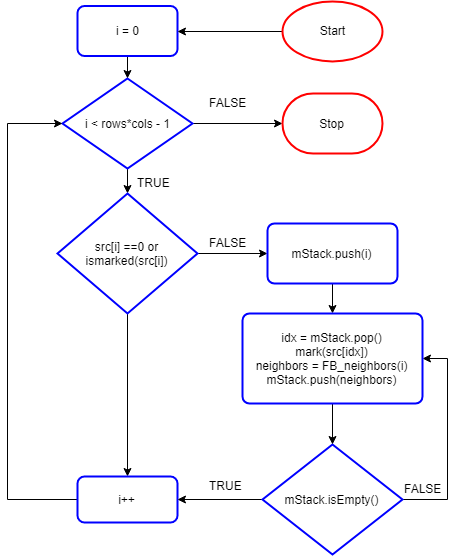 i = 0
Start
i < rows*cols - 1
FALSE
Stop
TRUE
src[i] ==0 or
ismarked(src[i])
FALSE
mStack.push(i)
idx = mStack.pop()
mark(src[idx])
neighbors = FB_neighbors(i)
mStack.push(neighbors)
i++
TRUE
mStack.isEmpty()
FALSE